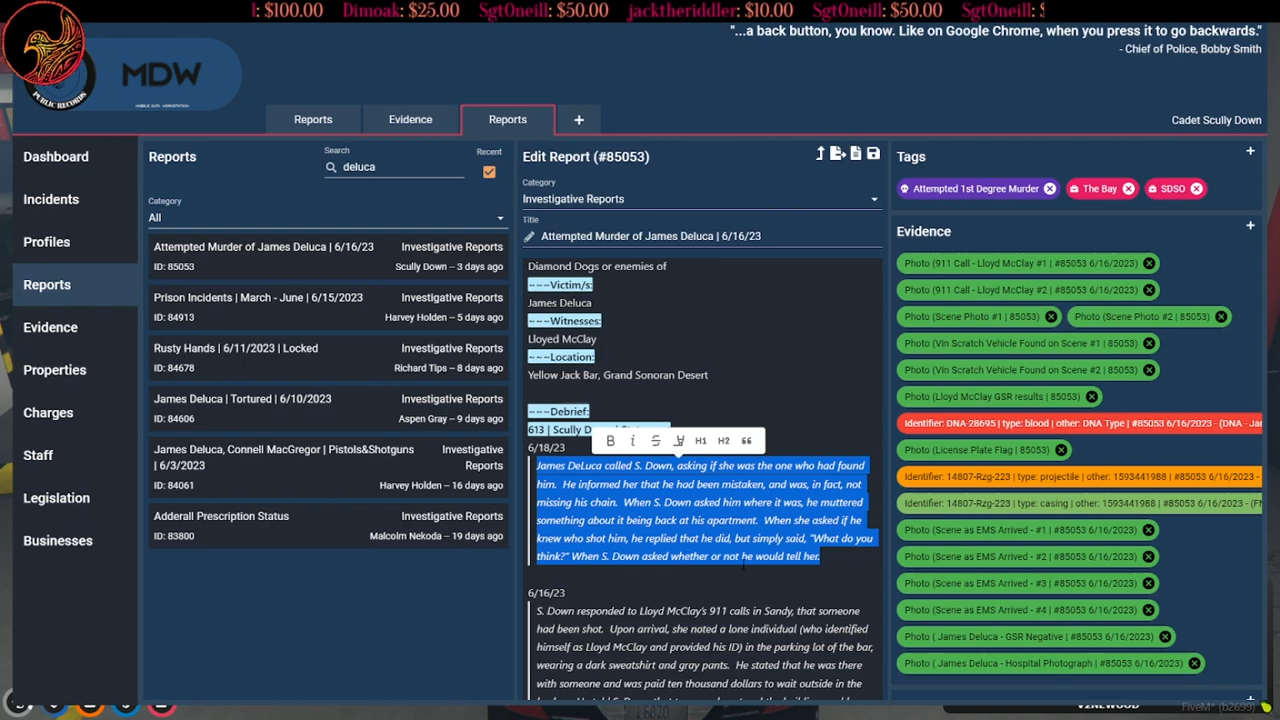 : $100.00 Dimoak: $25.00 SgtOneill: $50.00 jacktheriddler: $10.00 SgtOneill: $50.00 SgtOneill:
"...a back button, you know. Like on Google Chrome, when you press it to go backwards."
- Chief of Police, Bobby Smith
MDW
MOBILE DATA WORKSTATION
PUBLIC RECORDS
Reports Evidence Reports +
Cadet Scully Down
Dashboard
Incidents
Profiles
Reports
Evidence
Properties
Charges
Staff
Legislation
Businesses
Reports
Search
deluca
Recent
Category
All
Attempted Murder of James Deluca | 6/16/23 Investigative Reports
ID: 85053 Scully Down – 3 days ago
Prison Incidents | March - June | 6/15/2023 Investigative Reports
ID: 84913 Harvey Holden – 5 days ago
Rusty Hands | 6/11/2023 | Locked Investigative Reports
ID: 84678 Richard Tips – 8 days ago
James Deluca | Tortured | 6/10/2023 Investigative Reports
ID: 84606 Aspen Gray – 9 days ago
James Deluca, Connell MacGregor | Pistols&Shotguns Investigative
| 6/3/2023 Reports
ID: 84061 Harvey Holden – 16 days ago
Adderall Prescription Status Investigative Reports
ID: 83800 Malcolm Nekoda – 19 days ago
Edit Report (#85053)
Category
Investigative Reports
Title
Attempted Murder of James Deluca | 6/16/23
Diamond Dogs or enemies of
~~~Victim/s:
James Deluca
~~~Witnesses:
Lloyed McClay
~~~Location:
Yellow Jack Bar, Grand Sonoran Desert
~~~Debrief:
613 | Scully
B i S H1 H2 ❝
6/18/23
James DeLuca called S. Down, asking if she was the one who had found
him. He informed her that he had been mistaken, and was, in fact, not
missing his chain. When S. Down asked him where it was, he muttered
something about it being back at his apartment. When she asked if he
knew who shot him, he replied that he did, but simply said, "What do you
think?" When S. Down asked whether or not he would tell her.
6/16/23
S. Down responded to Lloyd McClay's 911 calls in Sandy, that someone
had been shot. Upon arrival, she noted a lone individual (who identified
himself as Lloyd McClay and provided his ID) in the parking lot of the bar,
wearing a dark sweatshirt and gray pants. He stated that he was there
with someone and was paid ten thousand dollars to wait outside in the
Tags +
Attempted 1st Degree Murder The Bay SDSO
Evidence +
Photo (911 Call - Lloyd McClay #1 | #85053 6/16/2023)
Photo (911 Call - Lloyd McClay #2 | #85053 6/16/2023)
Photo (Scene Photo #1 | #85053) Photo (Scene Photo #2 | #85053)
Photo (Vin Scratch Vehicle Found on Scene #1 | 85053)
Photo (Vin Scratch Vehicle Found on Scene #2 | 85053)
Photo (Lloyd McClay GSR results | 85053)
Identifier: DNA-28695 | type: blood | other: DNA Type | #85053 6/16/2023 - (DNA - Ja
Photo (License Plate Flag | #85053)
Identifier: 14807-Rzg-223 | type: projectile | other: 1593441988 | #85053 6/16/2023 -
Identifier: 14807-Rzg-223 | type: casing | other: 1593441988 | #85053 6/16/2023 - (F
Photo (Scene as EMS Arrived - #1 | #85053 6/16/2023)
Photo (Scene as EMS Arrived - #2 | #85053 6/16/2023)
Photo (Scene as EMS Arrived - #3 | #85053 6/16/2023)
Photo (Scene as EMS Arrived - #4 | #85053 6/16/2023)
Photo ( James Deluca - GSR Negative | #85053 6/16/2023)
Photo ( James Deluca - Hospital Photograph | #85053 6/16/2023)
FiveM* (b2699)